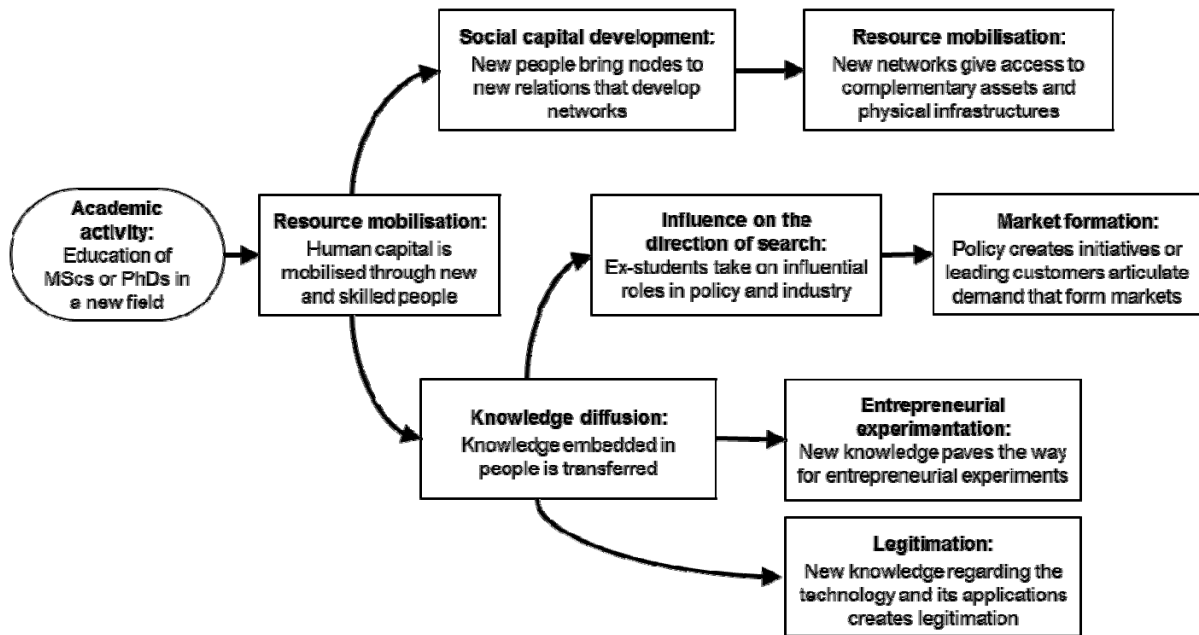 Social capital development:
New people bring nodes to
new relations that develop
networks
Resource mobilisation:
New networks give access to
complementary assets and
physical infrastructures
Academic
activity:
Education of
MScs or PhDs in
a new field
Resource mobilisation:
Human capital is
mobilised through new
and skilled people
Influence on the
direction of search:
Ex-students take on influential
roles in policy and industry
Market formation:
Policy creates initiatives or
leading customers articulate
demand that form markets
Knowledge diffusion:
Knowledge embedded in
people is transferred
Entrepreneurial
experimentation:
New knowledge paves the way
for entrepreneurial experiments
Legitimation:
New knowledge regarding the
technology and its applications
creates legitimation